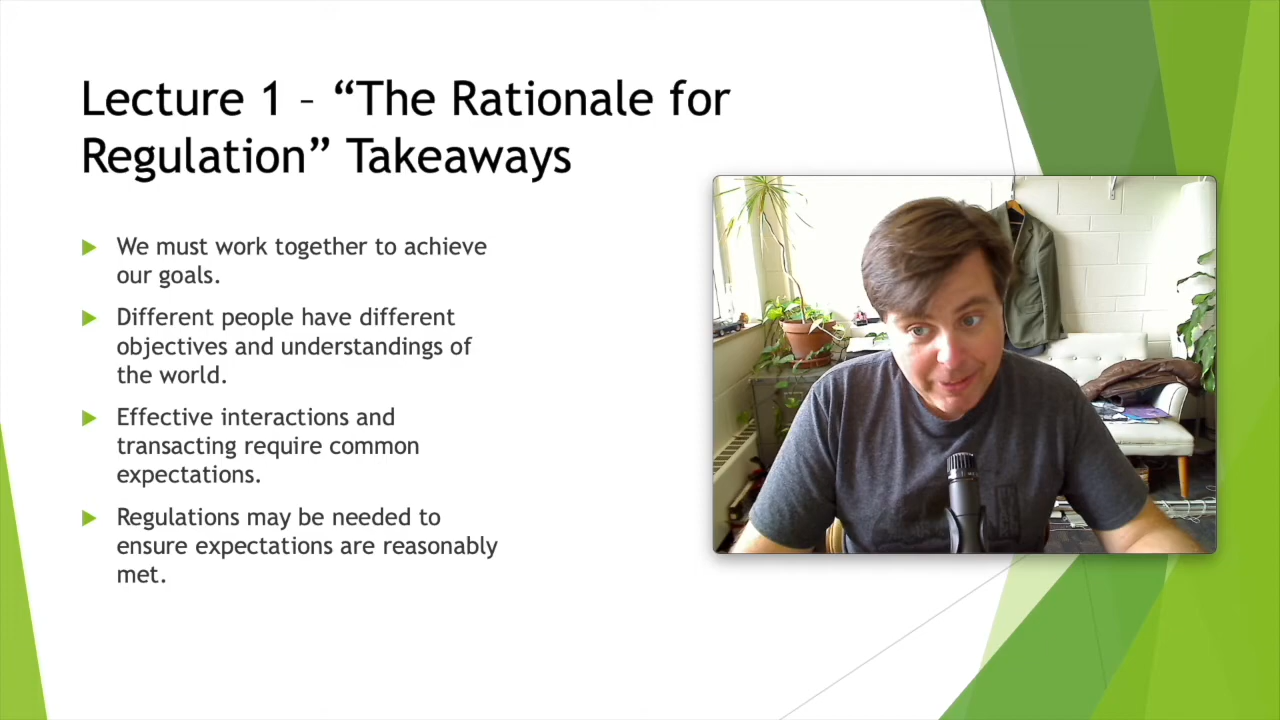 Lecture 1 – “The Rationale for
Regulation” Takeaways
We must work together to achieve
our goals.
Different people have different
objectives and understandings of
the world.
Effective interactions and
transacting require common
expectations.
Regulations may be needed to
ensure expectations are reasonably
met.